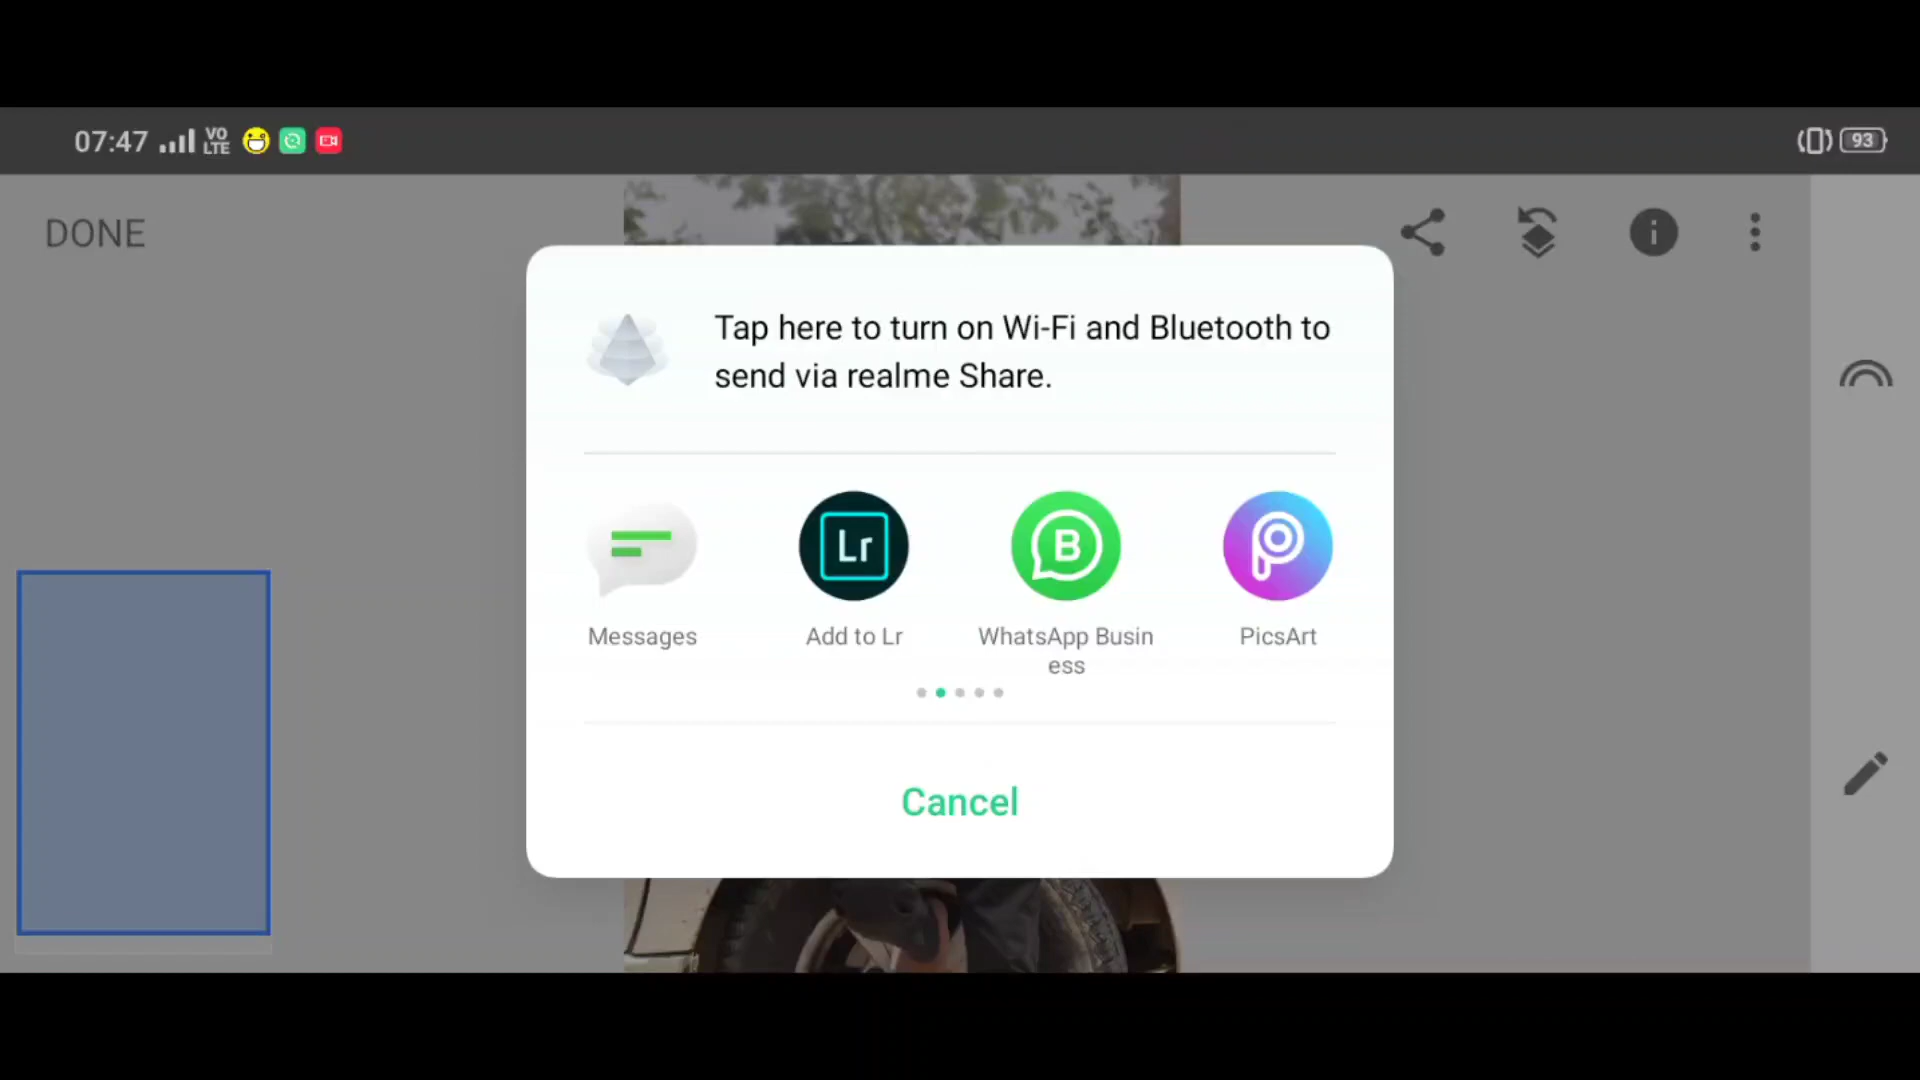 07:47 VO LTE 93
DONE
Tap here to turn on Wi-Fi and Bluetooth to
send via realme Share.
Lr B
Messages Add to Lr WhatsApp Busin PicsArt
ess
Cancel